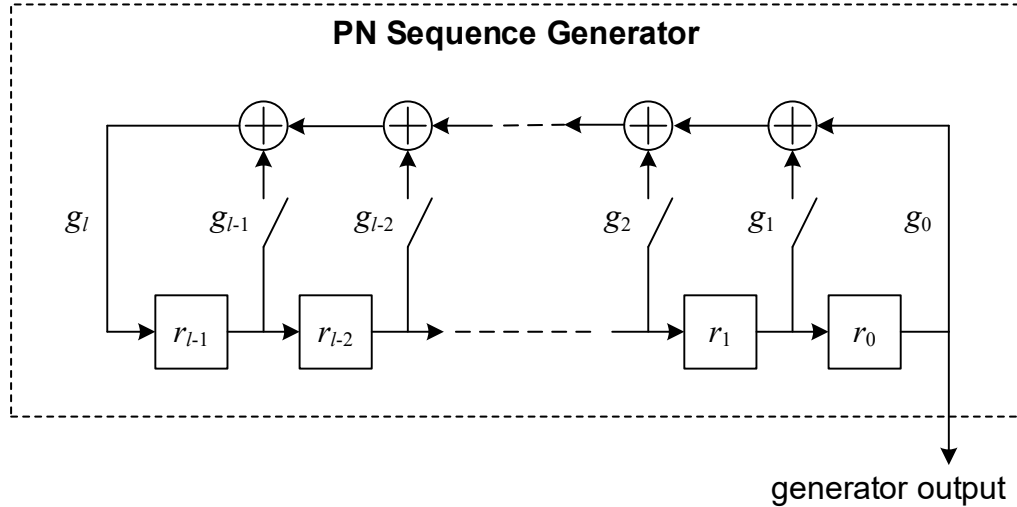 PN Sequence Generator
gl gl-1 gl-2 g2 g1 g0
rl-1 rl-2 r1 r0
generator output